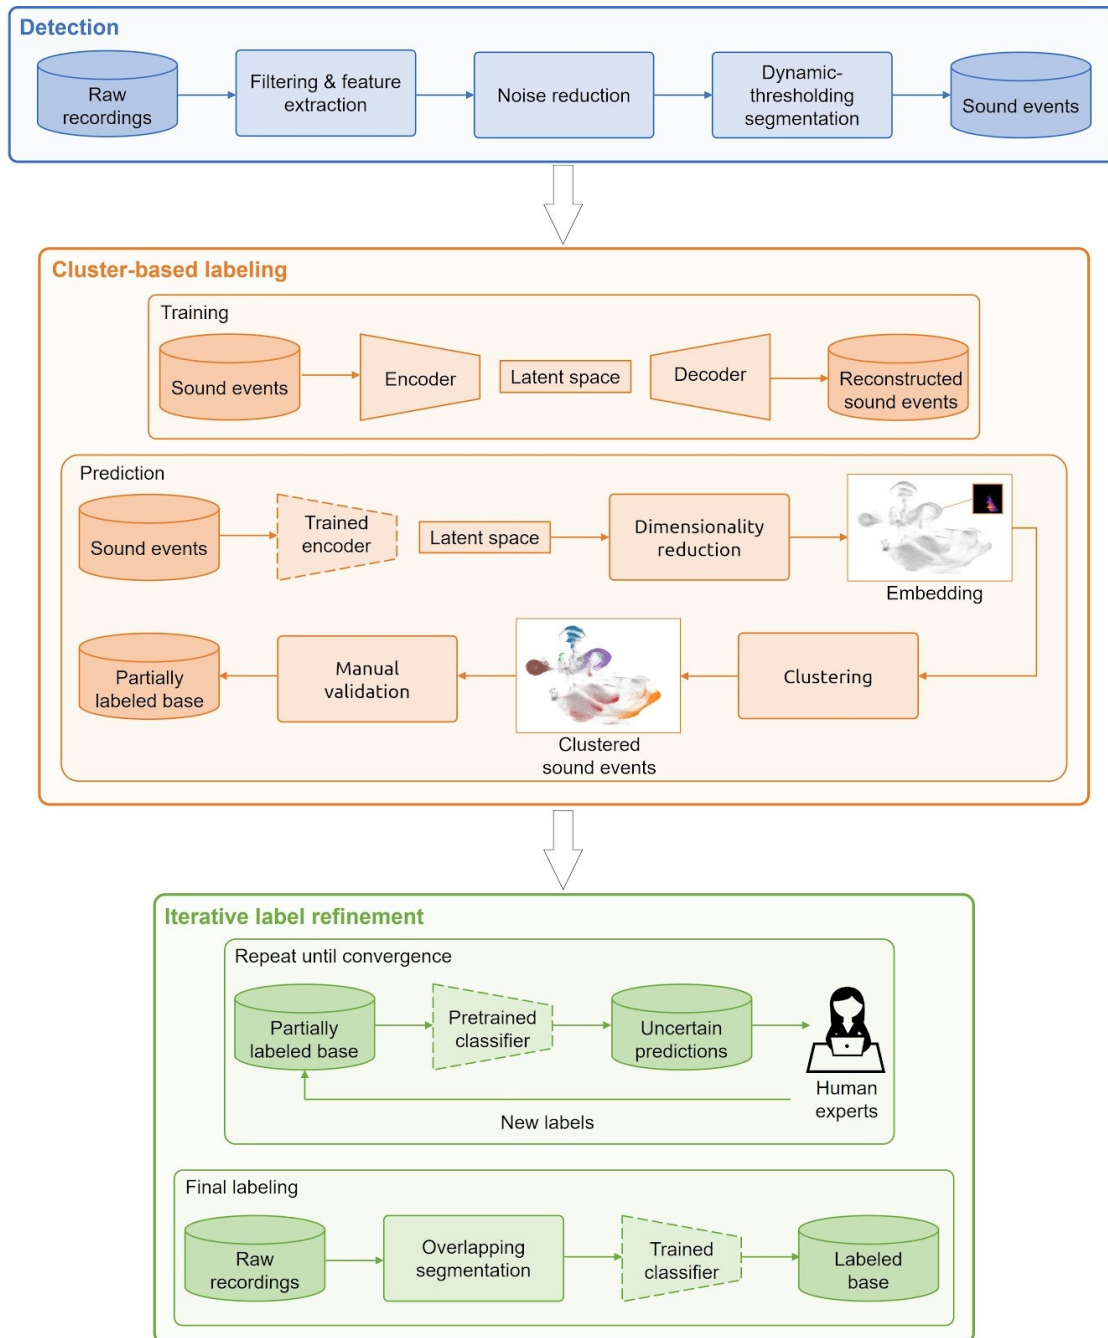 Detection
Raw
recordings
Filtering & feature
extraction
Noise reduction
Dynamic-
thresholding
segmentation
Sound events
Cluster-based labeling
Training
Sound events
Encoder
Latent space
Decoder
Reconstructed
sound events
Prediction
Sound events
Trained
encoder
Latent space
Dimensionality
reduction
Embedding
Partially
labeled base
Manual
validation
Clustered
sound events
Clustering
Iterative label refinement
Repeat until convergence
Partially
labeled base
Pretrained
classifier
Uncertain
predictions
Human
experts
New labels
Final labeling
Raw
recordings
Overlapping
segmentation
Trained
classifier
Labeled
base